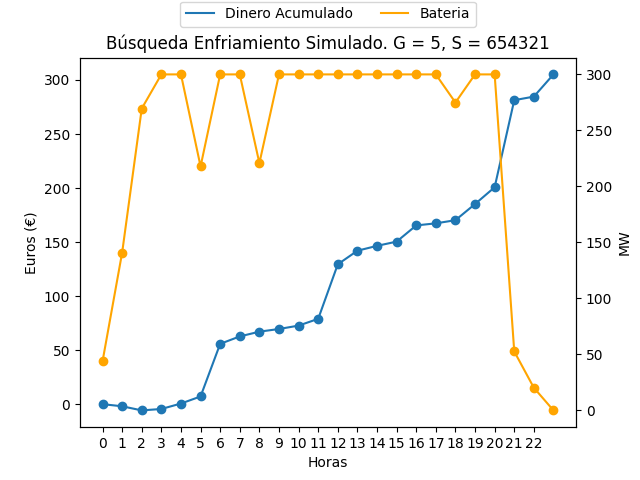 Dinero Acumulado Bateria
Búsqueda Enfriamiento Simulado. G = 5, S = 654321
300
250
200
150
100
50
0
Euros (€)
300
250
200
150
100
50
0
MW
0 1 2 3 4 5 6 7 8 9 10 11 12 13 14 15 16 17 18 19 20 21 22
Horas